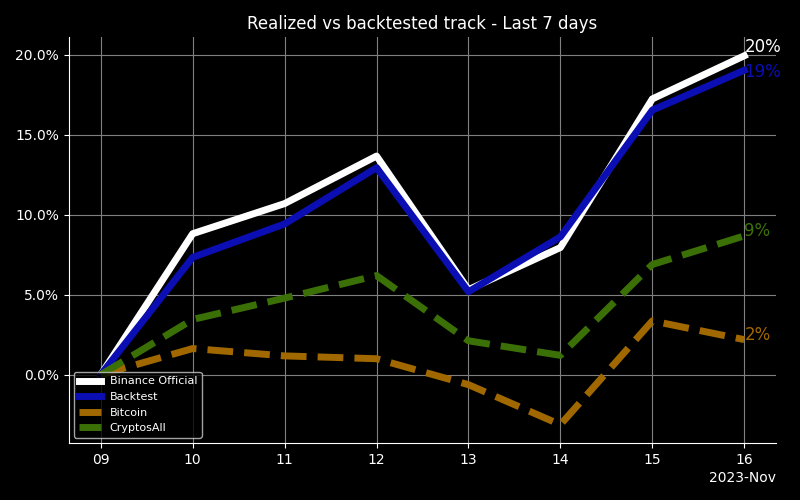 Realized vs backtested track - Last 7 days
20.0%
15.0%
10.0%
5.0%
0.0%
20%
19%
9%
2%
Binance Official
Backtest
Bitcoin
CryptosAll
09 10 11 12 13 14 15 16
2023-Nov